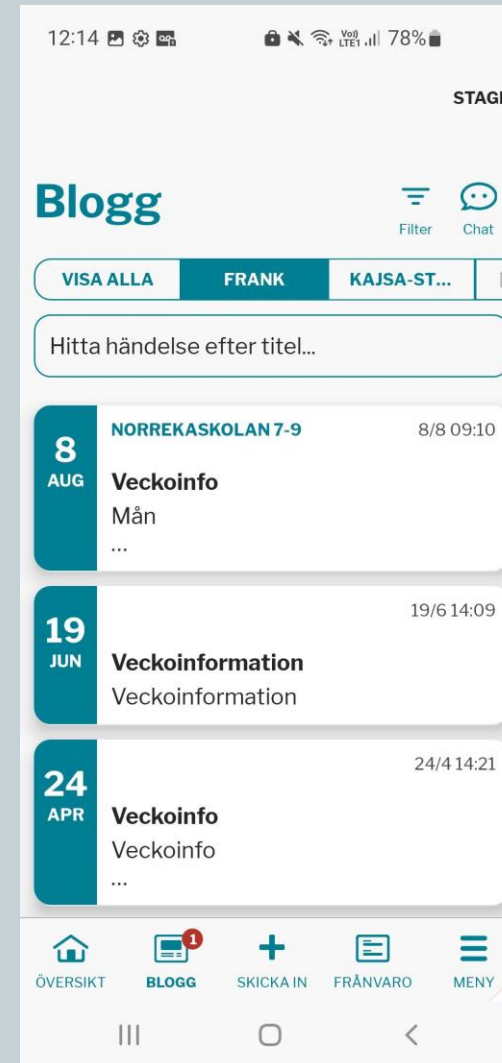 12:14
78%
STAG
Blogg
Filter
Chat
VISA ALLA
FRANK
KAJSA-ST...
Hitta händelse efter titel...
8
AUG
NORREKASKOLAN 7-9
8/8 09:10
Veckoinfo
Mån
...
19
JUN
19/6 14:09
Veckoinformation
Veckoinformation
24
APR
24/4 14:21
Veckoinfo
Veckoinfo
...
1
ÖVERSIKT
BLOGG
SKICKA IN
FRÅNVARO
MENY